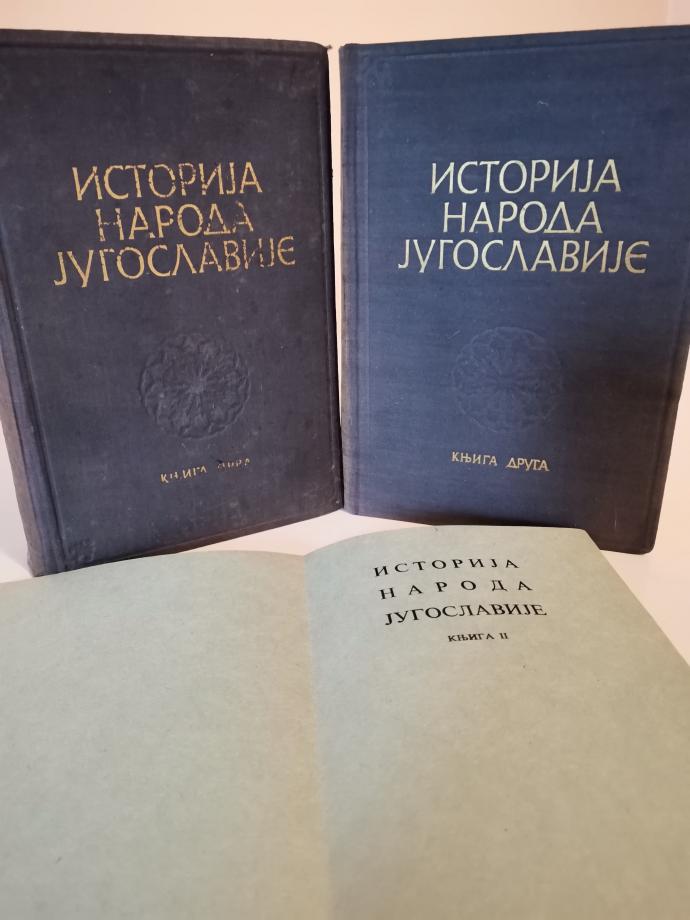 ИСТОРИЈА
НАРОДА
ЈУГОСЛАВИЈЕ
КЊИГА ПРВА
ИСТОРИЈА
НАРОДА
ЈУГОСЛАВИЈЕ
КЊИГА ДРУГА
ИСТОРИЈА
НАРОДА
ЈУГОСЛАВИЈЕ
КЊИГА II